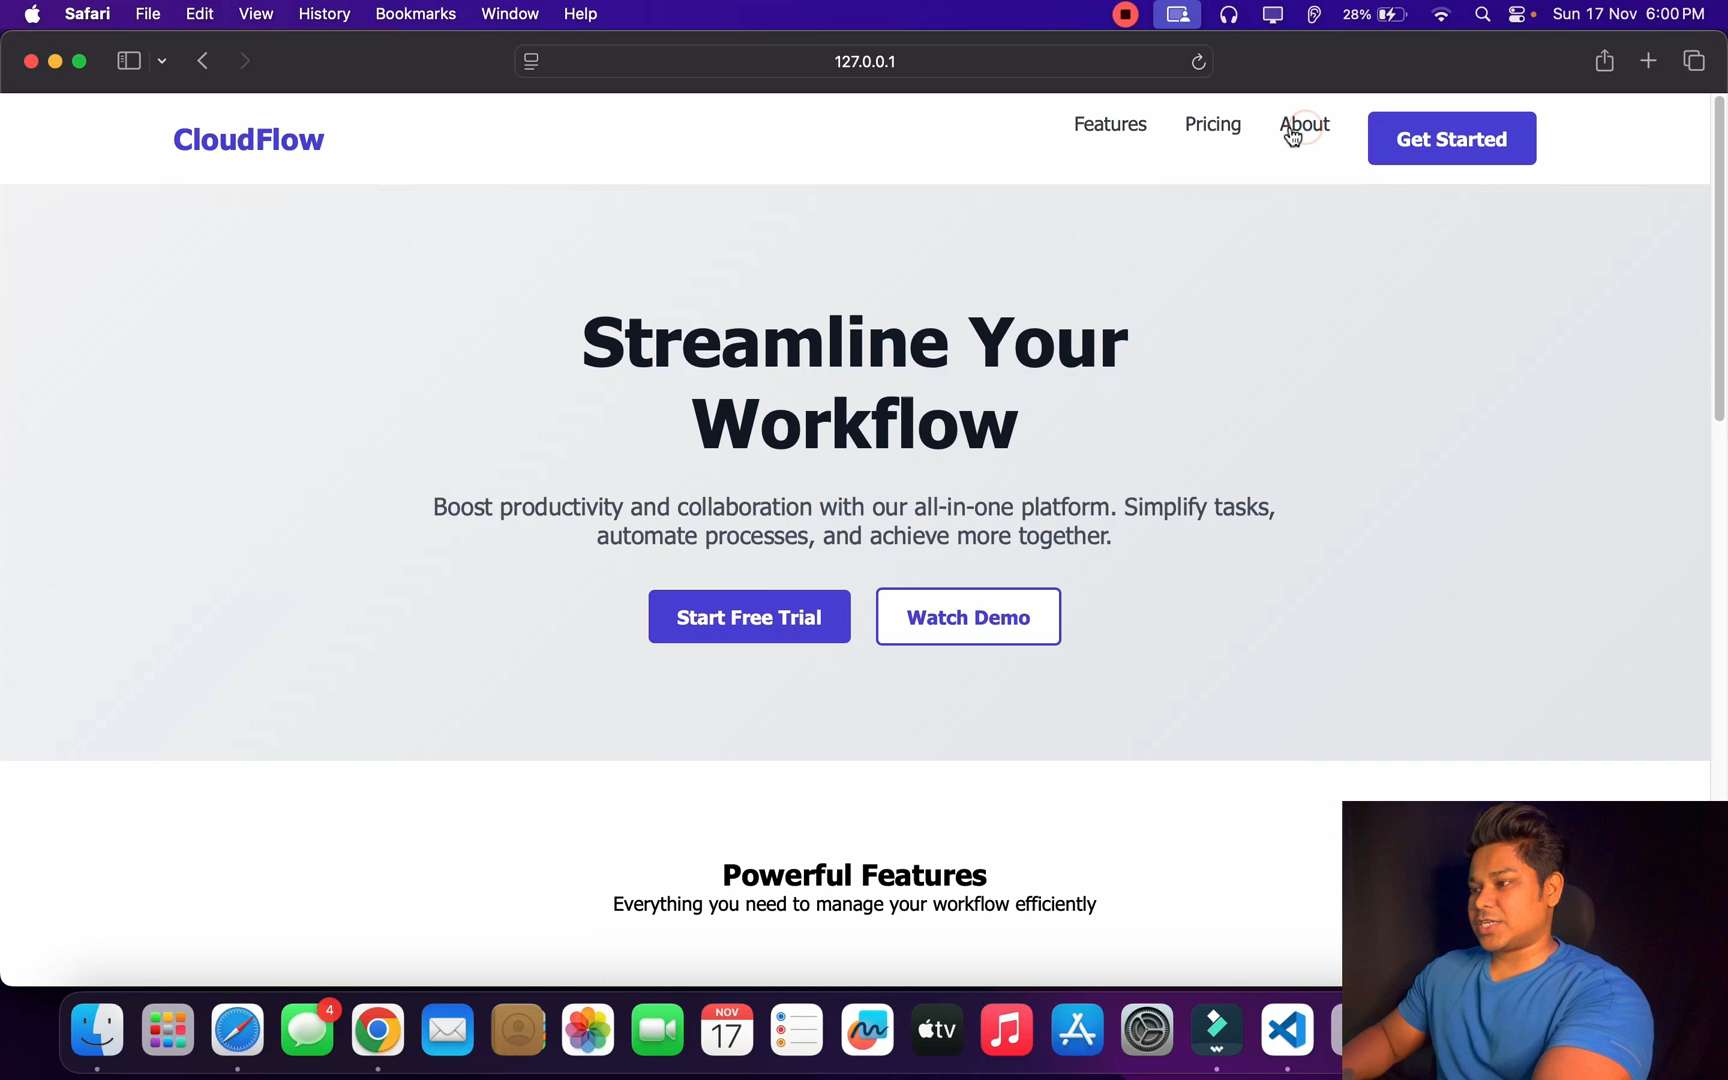 Safari File Edit View History Bookmarks Window Help 28% Sun 17 Nov 6:00 PM
127.0.0.1
CloudFlow Features Pricing About Get Started
Streamline Your
Workflow
Boost productivity and collaboration with our all-in-one platform. Simplify tasks,
automate processes, and achieve more together.
Start Free Trial Watch Demo
Powerful Features
Everything you need to manage your workflow efficiently
4 NOV tv
17